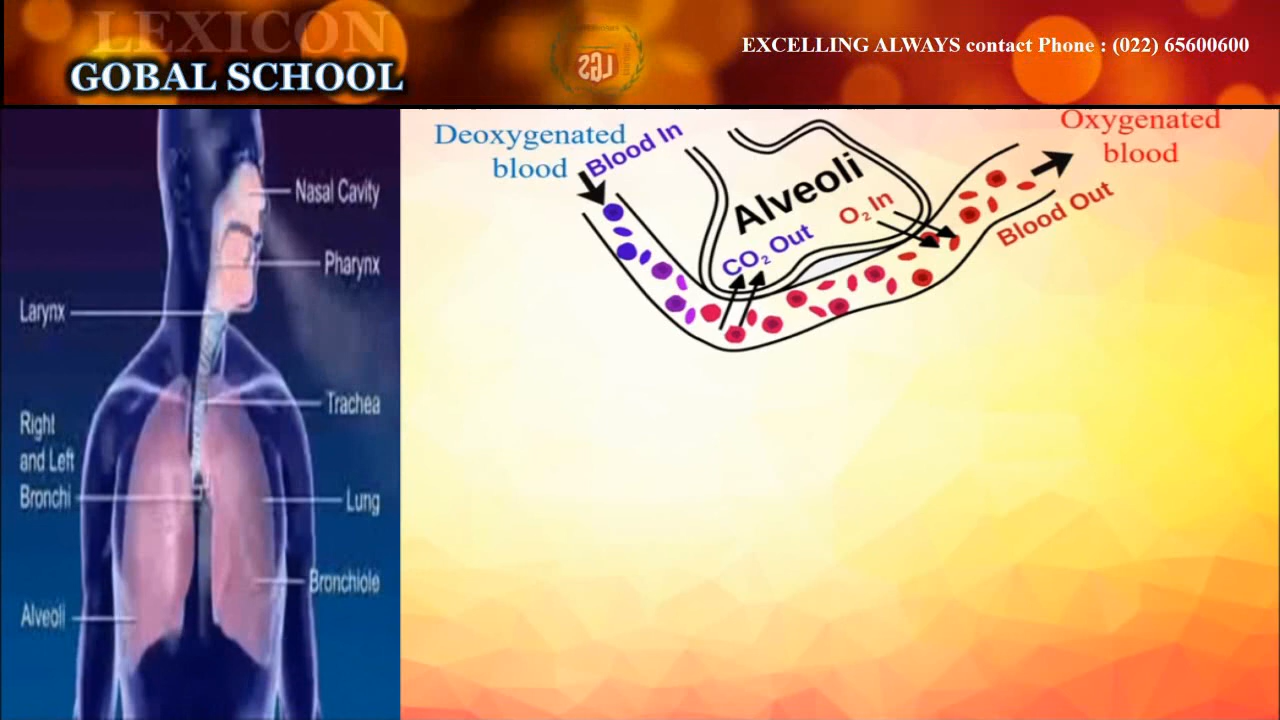 LEXICON
GOBAL SCHOOL
LGS
EXCELLING ALWAYS contact Phone : (022) 65600600
Nasal Cavity
Pharynx
Larynx
Trachea
Right
and Left
Bronchi
Lung
Bronchiole
Alveoli
Deoxygenated
blood
Blood In
Alveoli
CO₂ Out
O₂ In
Oxygenated
blood
Blood Out